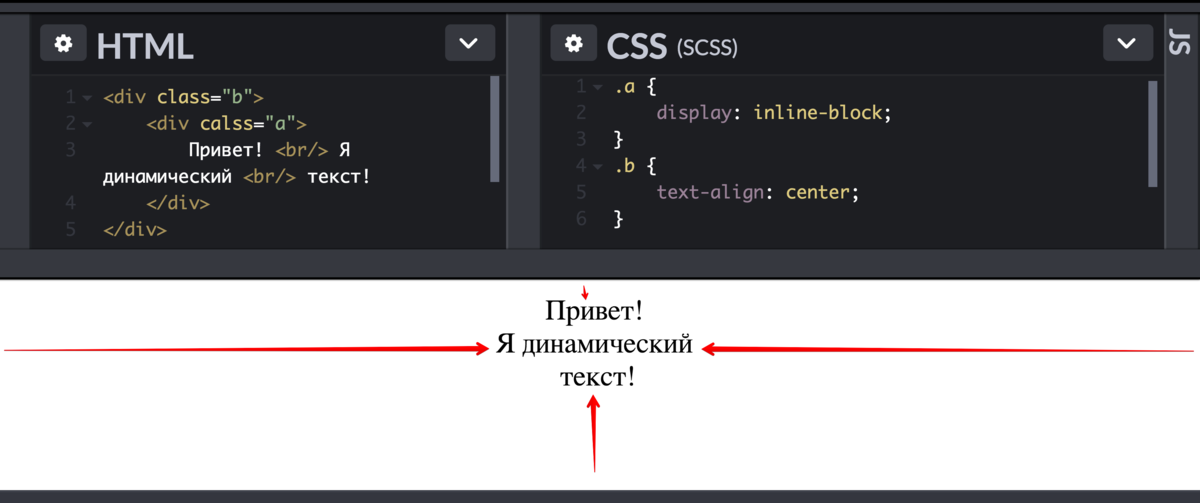 HTML
1 <div class="b">
2 <div calss="a">
3 Привет! <br/> Я
динамический <br/> текст!
4 </div>
5 </div>
CSS (SCSS)
1 .a {
2 display: inline-block;
3 }
4 .b {
5 text-align: center;
6 }
JS
Привет!
Я динамический
текст!